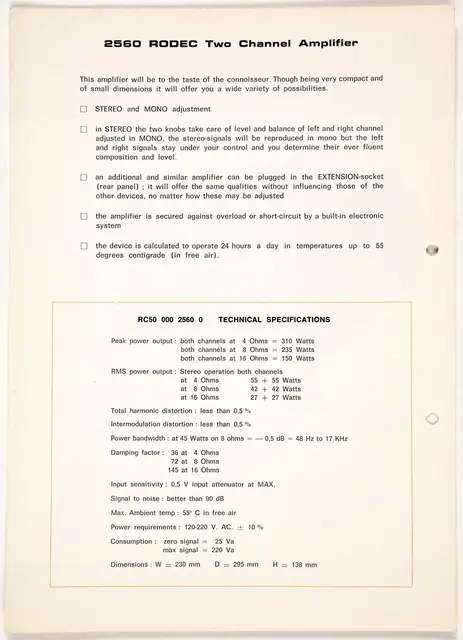 2560 RODEC Two Channel Amplifier
This amplifier will be to the taste of the connoisseur. Though being very compact and
of small dimensions it will offer you a wide variety of possibilities.
STEREO and MONO adjustment
in STEREO the two knobs take care of level and balance of left and right channel
adjusted in MONO, the stereo-signals will be reproduced in mono but the left
and right signals stay under your control and you determine their ever fluent
composition and level.
an additional and similar amplifier can be plugged in the EXTENSION-socket
(rear panel) ; it will offer the same qualities without influencing those of the
other devices, no matter how these may be adjusted
the amplifier is secured against overload or short-circuit by a built-in electronic
system
the device is calculated to operate 24 hours a day in temperatures up to 55
degrees centigrade (in free air).
RC50 000 2560 0 TECHNICAL SPECIFICATIONS
Peak power output : both channels at 4 Ohms = 310 Watts
both channels at 8 Ohms = 235 Watts
both channels at 16 Ohms = 150 Watts
RMS power output : Stereo operation both channels
at 4 Ohms 55 + 55 Watts
at 8 Ohms 42 + 42 Watts
at 16 Ohms 27 + 27 Watts
Total harmonic distortion : less than 0,5 %
Intermodulation distortion : less than 0,5 %
Power bandwidth : at 45 Watts on 8 ohms = — 0,5 dB = 48 Hz to 17 KHz
Damping factor : 36 at 4 Ohms
72 at 8 Ohms
145 at 16 Ohms
Input sensitivity : 0,5 V input attenuator at MAX.
Signal to noise : better than 90 dB
Max. Ambient temp : 55° C in free air
Power requirements : 120-220 V. AC. ± 10 %
Consumption : zero signal = 25 Va
max signal = 220 Va
Dimensions : W = 230 mm D = 295 mm H = 138 mm